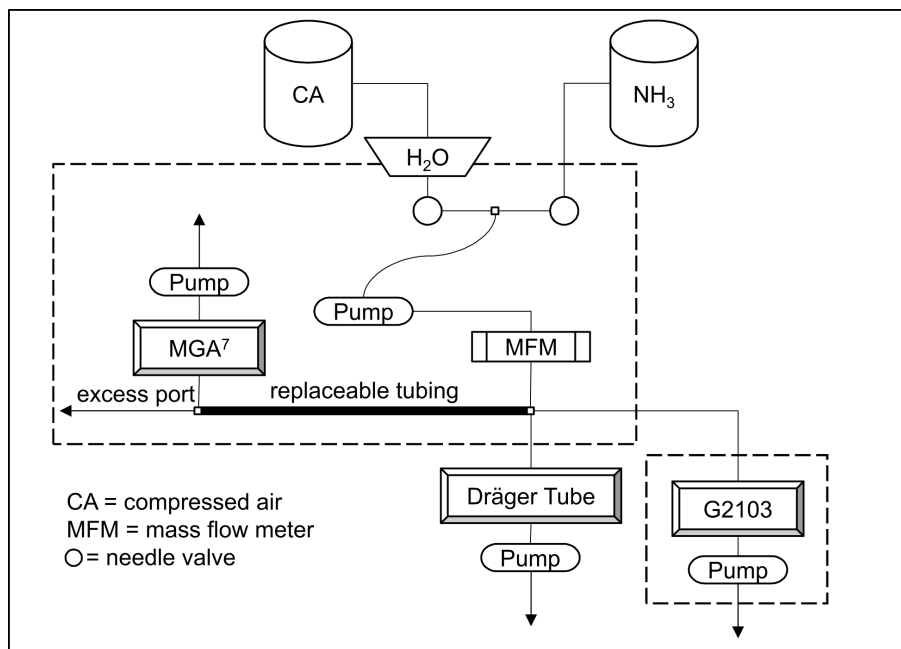 CA
NH₃
H₂O
Pump
Pump
MGA⁷
MFM
excess port
replaceable tubing
Dräger Tube
G2103
Pump
Pump
CA = compressed air
MFM = mass flow meter
○= needle valve